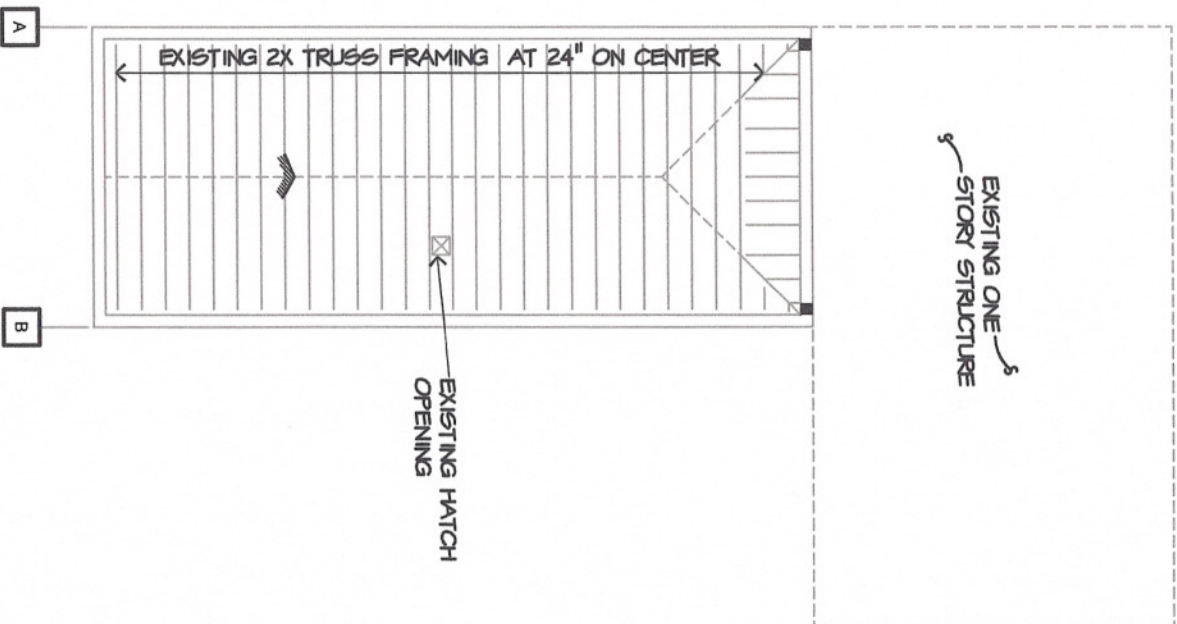 A
EXISTING 2X TRUSS FRAMING AT 24" ON CENTER
EXISTING ONE
STORY STRUCTURE
B
EXISTING HATCH
OPENING